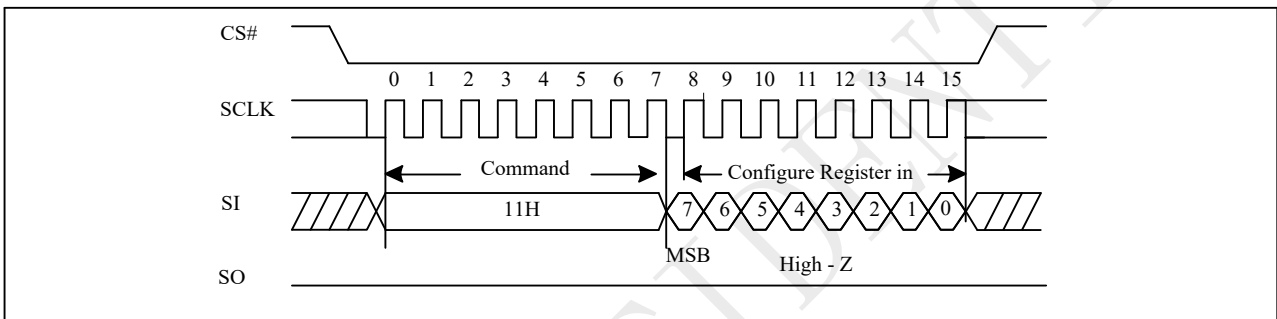 CS#
0 1 2 3 4 5 6 7 8 9 10 11 12 13 14 15
SCLK
Command Configure Register in
SI 11H 7 6 5 4 3 2 1 0
MSB High - Z
SO